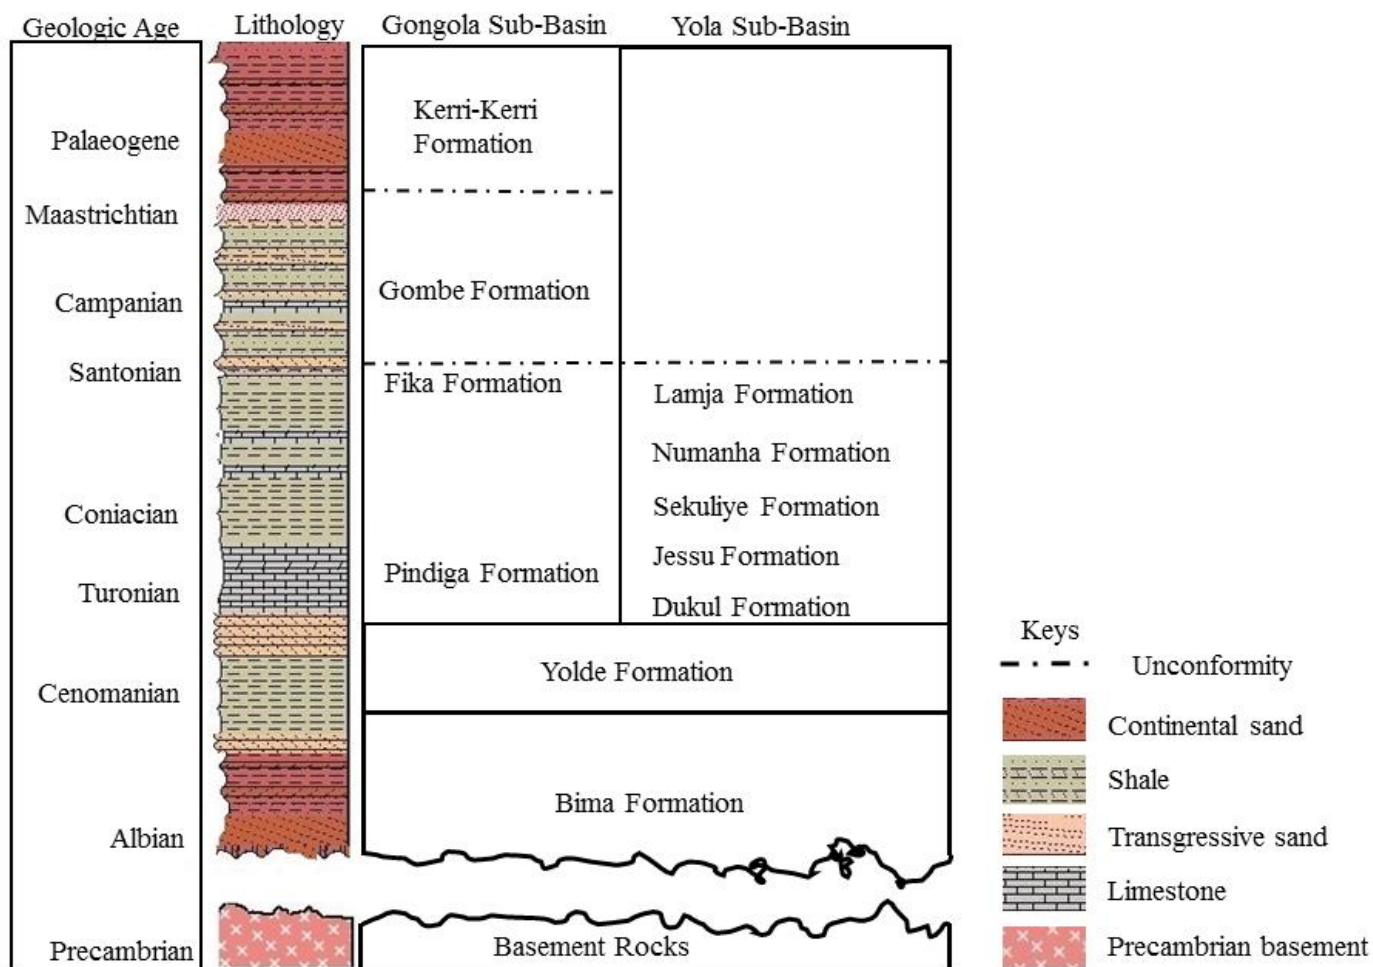 Geologic Age
Lithology
Gongola Sub-Basin
Yola Sub-Basin
Palaeogene
Maastrichtian
Campanian
Santonian
Coniacian
Turonian
Cenomanian
Albian
Precambrian
Kerri-Kerri
Formation
Gombe Formation
Fika Formation
Pindiga Formation
Lamja Formation
Numanha Formation
Sekuliye Formation
Jessu Formation
Dukul Formation
Yolde Formation
Bima Formation
Basement Rocks
Keys
Unconformity
Continental sand
Shale
Transgressive sand
Limestone
Precambrian basement